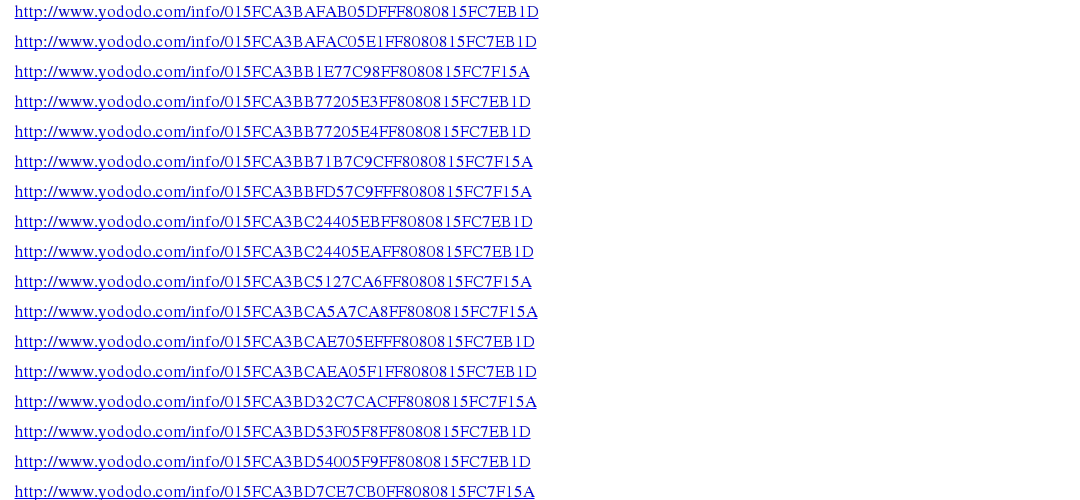 http://www.yododo.com/info/015FCA3BAFAB05DFFF8080815FC7EB1D
http://www.yododo.com/info/015FCA3BAFAC05E1FF8080815FC7EB1D
http://www.yododo.com/info/015FCA3BB1E77C98FF8080815FC7F15A
http://www.yododo.com/info/015FCA3BB77205E3FF8080815FC7EB1D
http://www.yododo.com/info/015FCA3BB77205E4FF8080815FC7EB1D
http://www.yododo.com/info/015FCA3BB71B7C9CFF8080815FC7F15A
http://www.yododo.com/info/015FCA3BBFD57C9FFF8080815FC7F15A
http://www.yododo.com/info/015FCA3BC24405EBFF8080815FC7EB1D
http://www.yododo.com/info/015FCA3BC24405EAFF8080815FC7EB1D
http://www.yododo.com/info/015FCA3BC5127CA6FF8080815FC7F15A
http://www.yododo.com/info/015FCA3BCA5A7CA8FF8080815FC7F15A
http://www.yododo.com/info/015FCA3BCAE705EFFF8080815FC7EB1D
http://www.yododo.com/info/015FCA3BCAEA05F1FF8080815FC7EB1D
http://www.yododo.com/info/015FCA3BD32C7CACFF8080815FC7F15A
http://www.yododo.com/info/015FCA3BD53F05F8FF8080815FC7EB1D
http://www.yododo.com/info/015FCA3BD54005F9FF8080815FC7EB1D
http://www.yododo.com/info/015FCA3BD7CE7CB0FF8080815FC7F15A